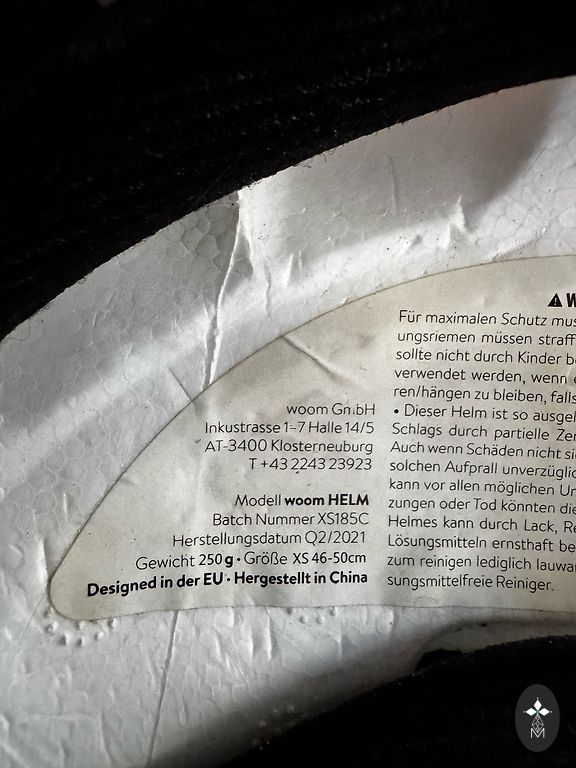 woom GmbH
Inkustrasse 1-7 Halle 14/5
AT-3400 Klosterneuburg
T +43 2243 23923
Modell woom HELM
Batch Nummer XS185C
Herstellungsdatum Q2/2021
Gewicht 250g • Größe XS 46-50cm
Designed in der EU • Hergestellt in China
⚠ W
Für maximalen Schutz mus
ungsriemen müssen straff
sollte nicht durch Kinder b
verwendet werden, wenn e
ren/hängen zu bleiben, falls
• Dieser Helm ist so ausgel
Schlags durch partielle Zer
Auch wenn Schäden nicht si
solchen Aufprall unverzüglic
kann vor allen möglichen Un
zungen oder Tod könnten die
Helmes kann durch Lack, Re
Lösungsmitteln ernsthaft be
zum reinigen lediglich lauwa
sungsmittelfreie Reiniger.
M